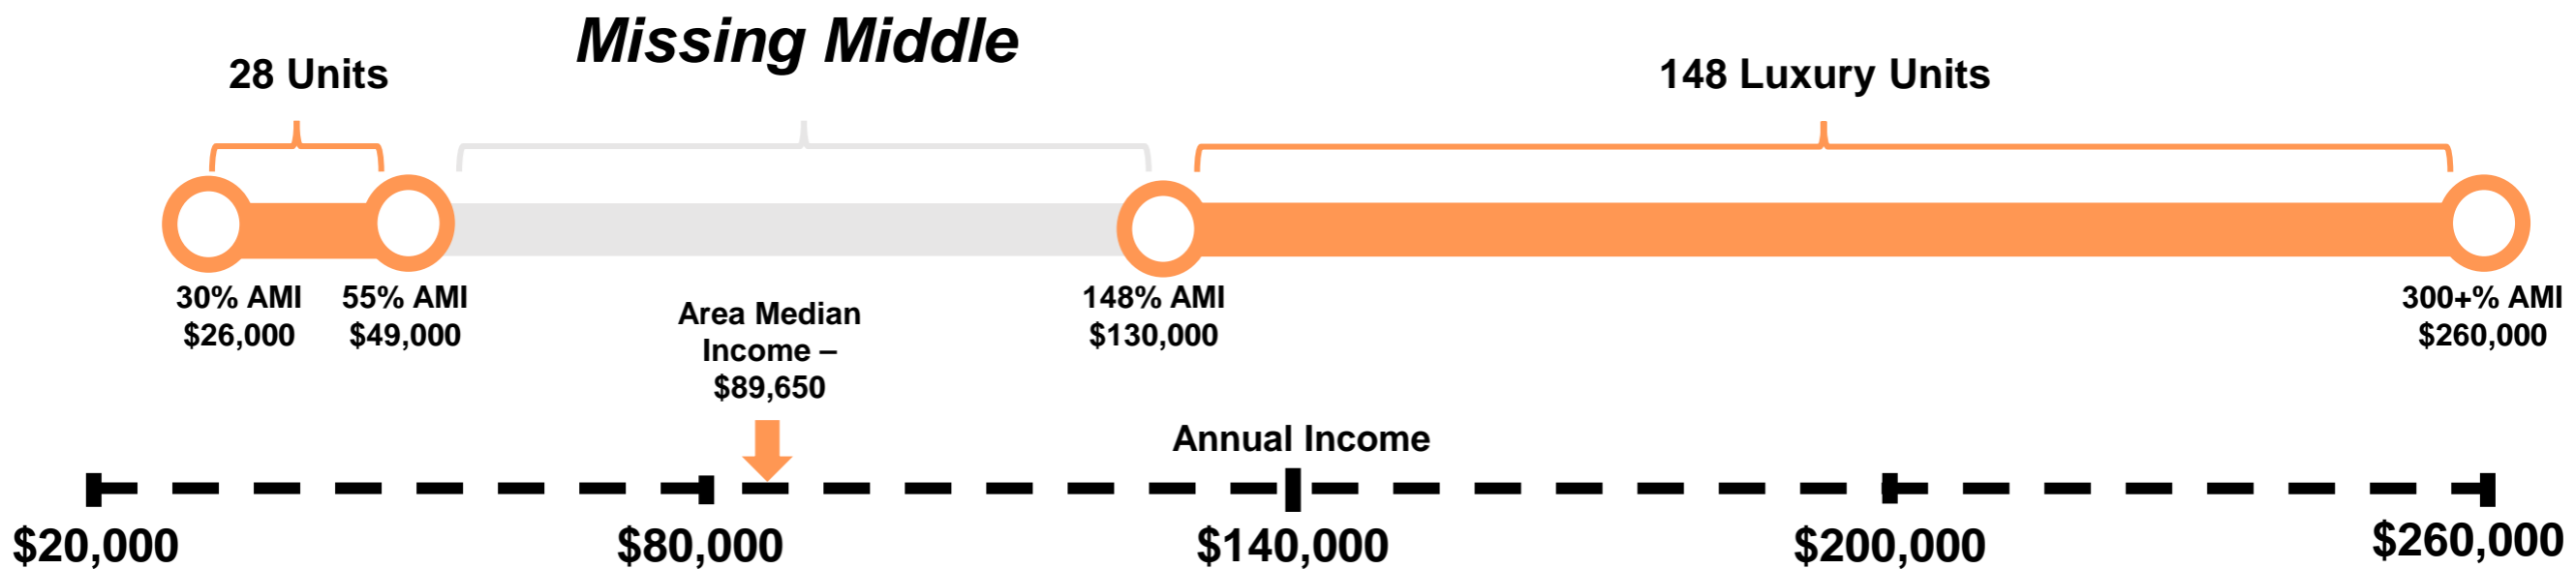 Missing Middle
28 Units
148 Luxury Units
30% AMI
$26,000
55% AMI
$49,000
Area Median
Income –
$89,650
148% AMI
$130,000
300+% AMI
$260,000
Annual Income
$20,000
$80,000
$140,000
$200,000
$260,000